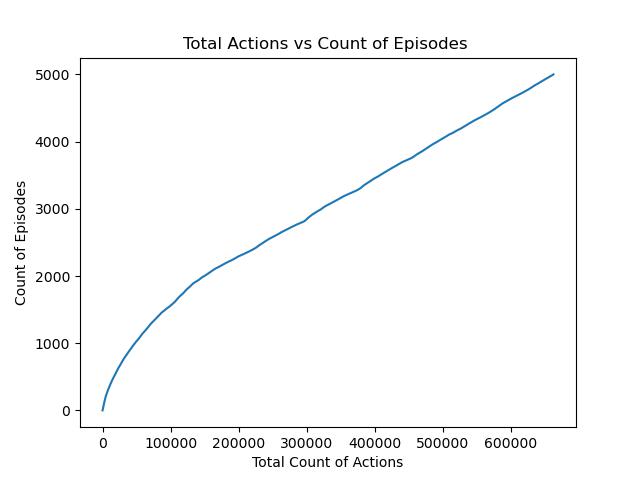 Total Actions vs Count of Episodes
5000
4000
3000
2000
1000
0
Count of Episodes
0 100000 200000 300000 400000 500000 600000
Total Count of Actions